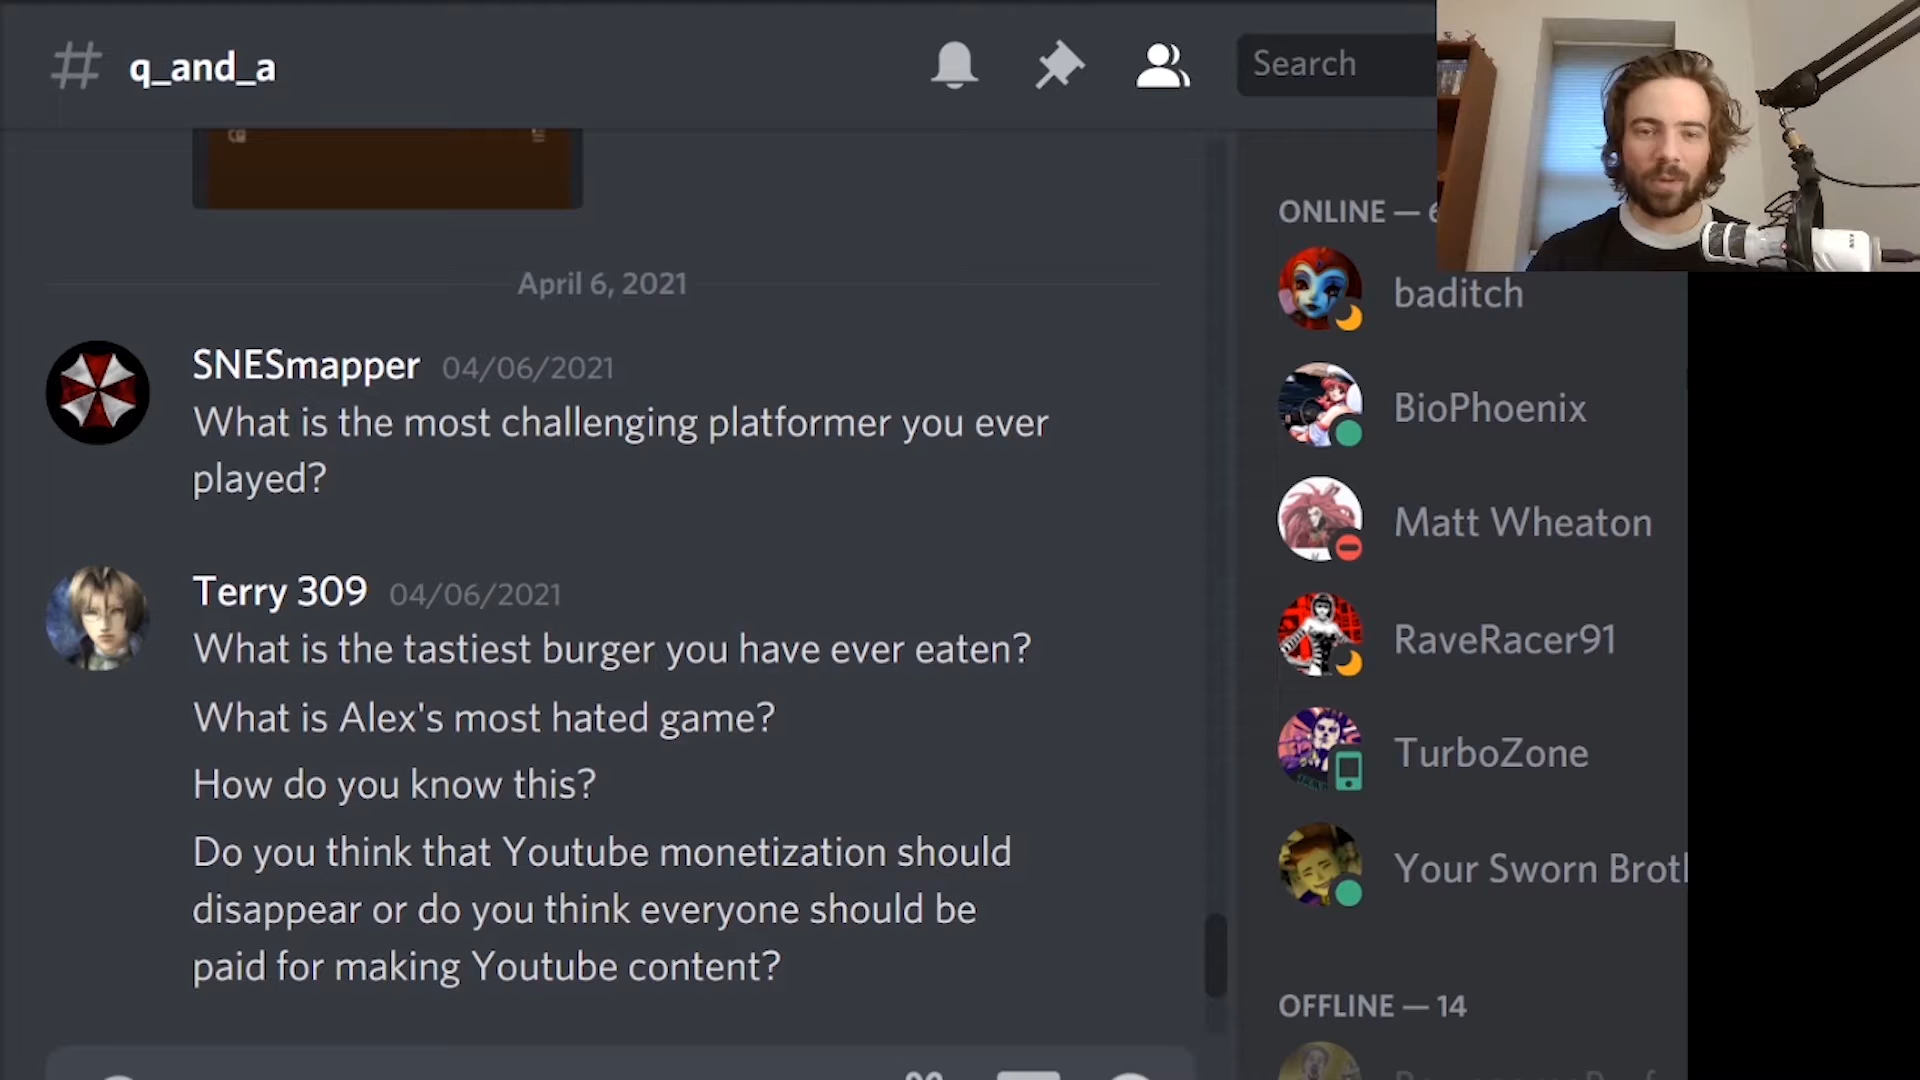 q_and_a
Search
April 6, 2021
SNESmapper 04/06/2021
What is the most challenging platformer you ever
played?
Terry 309 04/06/2021
What is the tastiest burger you have ever eaten?
What is Alex's most hated game?
How do you know this?
Do you think that Youtube monetization should
disappear or do you think everyone should be
paid for making Youtube content?
ONLINE —
baditch
BioPhoenix
Matt Wheaton
RaveRacer91
TurboZone
Your Sworn
OFFLINE — 14